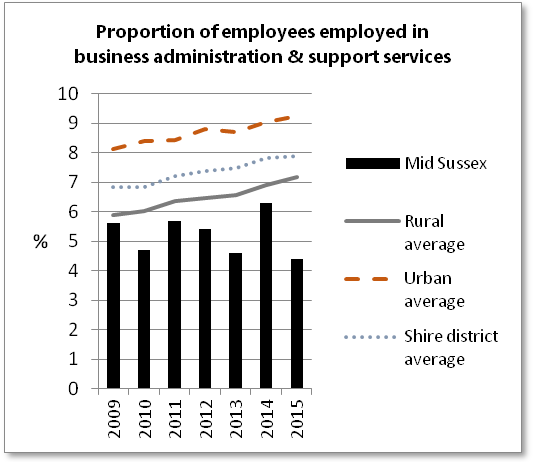 Proportion of employees employed in
business administration & support services
10
9
8
7
6
5
4
3
2
1
0
%
2009
2010
2011
2012
2013
2014
2015
Mid Sussex
Rural
average
Urban
average
Shire district
average